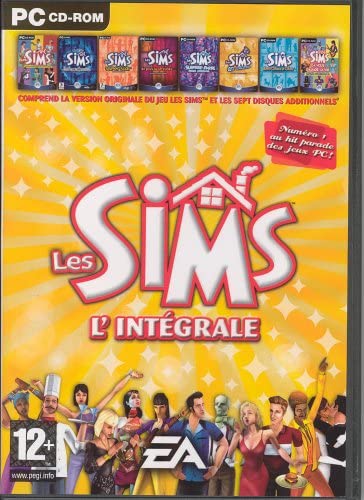 PC CD-ROM
COMPREND LA VERSION ORIGINALE DU JEU LES SIMS™ ET LES SEPT DISQUES ADDITIONNELS*
Numéro 1
au hit parade
des jeux PC!
Les SIMS™
L'INTÉGRALE
12+
www.pegi.info
EA